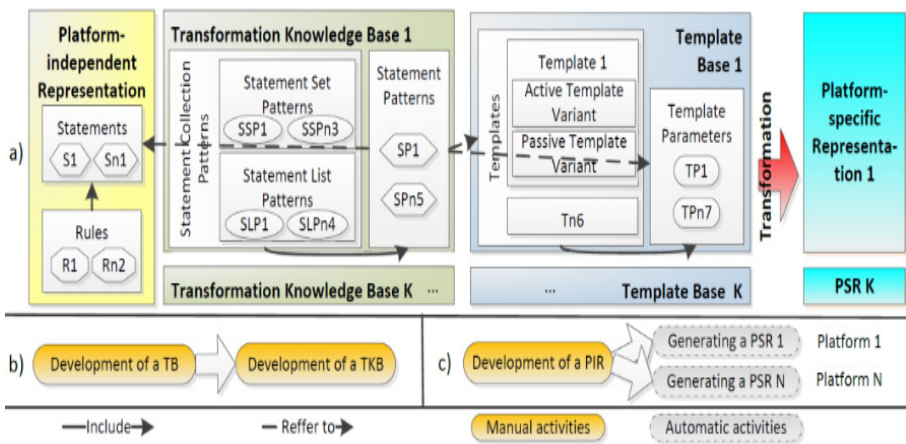 a)
Platform-
independent
Representation
Statements
S1
Sn1
Rules
R1
Rn2
Transformation Knowledge Base 1
Statement Collection
Patterns
Statement Set
Patterns
SSP1
SSPn3
Statement List
Patterns
SLP1
SLPn4
Statement
Patterns
SP1
SPn5
Transformation Knowledge Base K ...
Template
Base 1
Templates
Template 1
Active Template
Variant
Passive Template
Variant
Tn6
Template
Parameters
TP1
TPn7
... Template Base K
Transformation
Platform-
specific
Representa-
tion 1
PSR K
b)
Development of a TB
Development of a TKB
c)
Development of a PIR
Generating a PSR 1
Platform 1
Generating a PSR N
Platform N
Include
Reffer to
Manual activities
Automatic activities